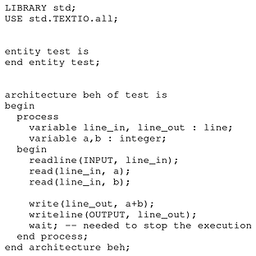 LIBRARY std;
USE std.TEXTIO.all;
entity test is
end entity test;
architecture beh of test is
begin
process
variable line_in, line_out : line;
variable a,b : integer;
begin
readline(INPUT, line_in);
read(line_in, a);
read(line_in, b);
write(line_out, a+b);
writeline(OUTPUT, line_out);
wait; -- needed to stop the execution
end process;
end architecture beh;